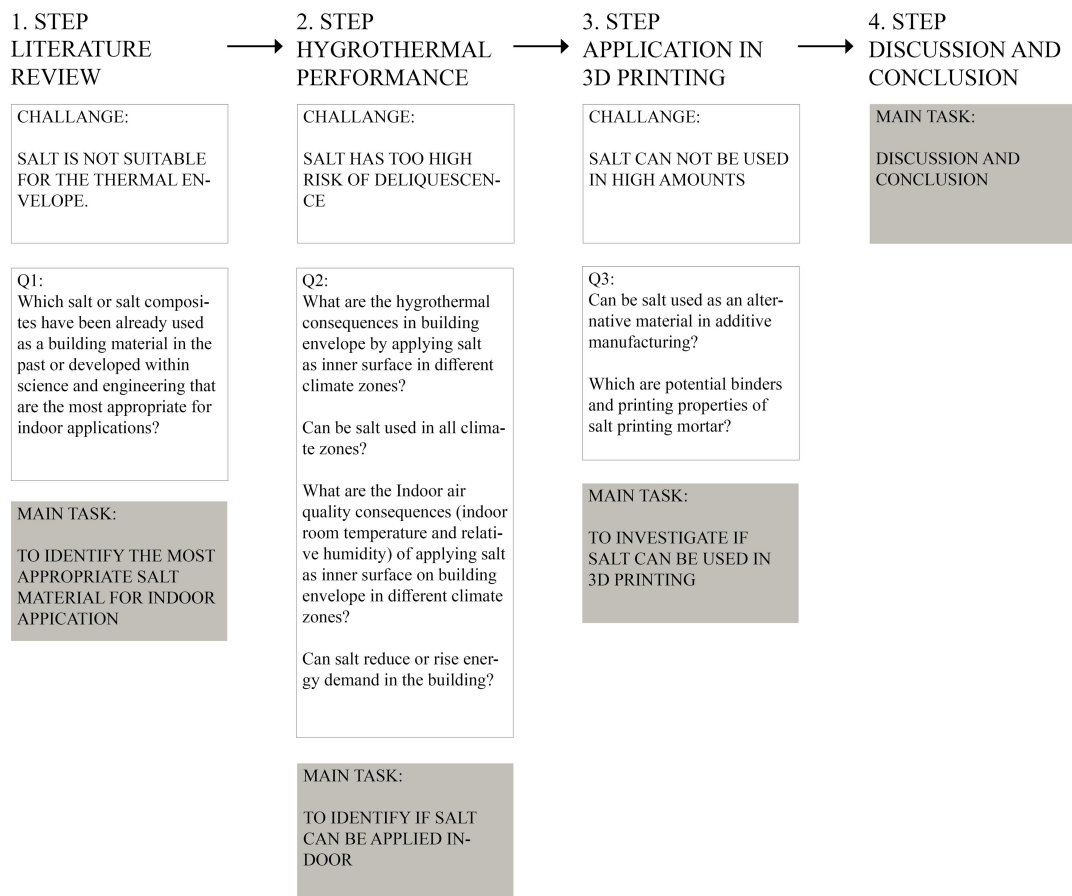 1. STEP
LITERATURE
REVIEW
CHALLANGE:
SALT IS NOT SUITABLE
FOR THE THERMAL EN-
VELOPE.
Q1:
Which salt or salt composi-
tes have been already used
as a building material in the
past or developed within
science and engineering that
are the most appropriate for
indoor applications?
MAIN TASK:
TO IDENTIFY THE MOST
APPROPRIATE SALT
MATERIAL FOR INDOOR
APPICATION
2. STEP
HYGROTHERMAL
PERFORMANCE
CHALLANGE:
SALT HAS TOO HIGH
RISK OF DELIQUESCEN-
CE
Q2:
What are the hygrothermal
consequences in building
envelope by applying salt
as inner surface in different
climate zones?
Can be salt used in all clima-
te zones?
What are the Indoor air
quality consequences (indoor
room temperature and relati-
ve humidity) of applying salt
as inner surface on building
envelope in different climate
zones?
Can salt reduce or rise ener-
gy demand in the building?
MAIN TASK:
TO IDENTIFY IF SALT
CAN BE APPLIED IN-
DOOR
3. STEP
APPLICATION IN
3D PRINTING
CHALLANGE:
SALT CAN NOT BE USED
IN HIGH AMOUNTS
Q3:
Can be salt used as an alter-
native material in additive
manufacturing?
Which are potential binders
and printing properties of
salt printing mortar?
MAIN TASK:
TO INVESTIGATE IF
SALT CAN BE USED IN
3D PRINTING
4. STEP
DISCUSSION AND
CONCLUSION
MAIN TASK:
DISCUSSION AND
CONCLUSION